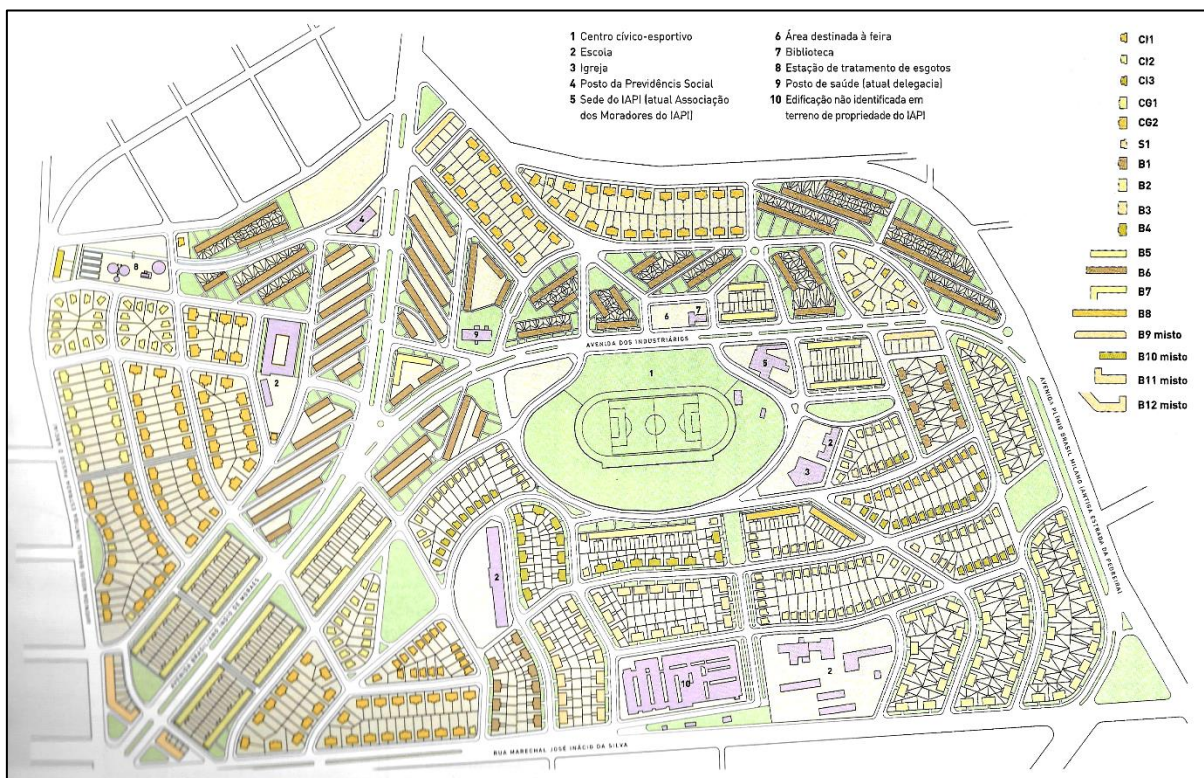 1 Centro cívico-esportivo
2 Escola
3 Igreja
4 Posto da Previdêncis Social
5 Sede do IAPI (atual Associação
dos Moradores do IAPI)
6 Área destinada à feira
7 Biblioteca
8 Estação de tratamento de esgotos
9 Posto de saúde (atual delegacia)
10 Edificação não identificada em
terreno de propriedade do IAPI
CI1
CI2
CI3
CG1
CG2
S1
B1
B2
B3
B4
B5
B6
B7
B8
B9 misto
B10 misto
B11 misto
B12 misto
4
8
9
6
7
2
AVENIDA DOS INDUSTRIÁRIOS
1
5
2
3
2
10
2
AVENIDA PLÍNIO BRASIL MILANO (ANTIGA ESTRADA DA PEDREIRA)
RUA MARECHAL JOSÉ INÁCIO DA SILVA